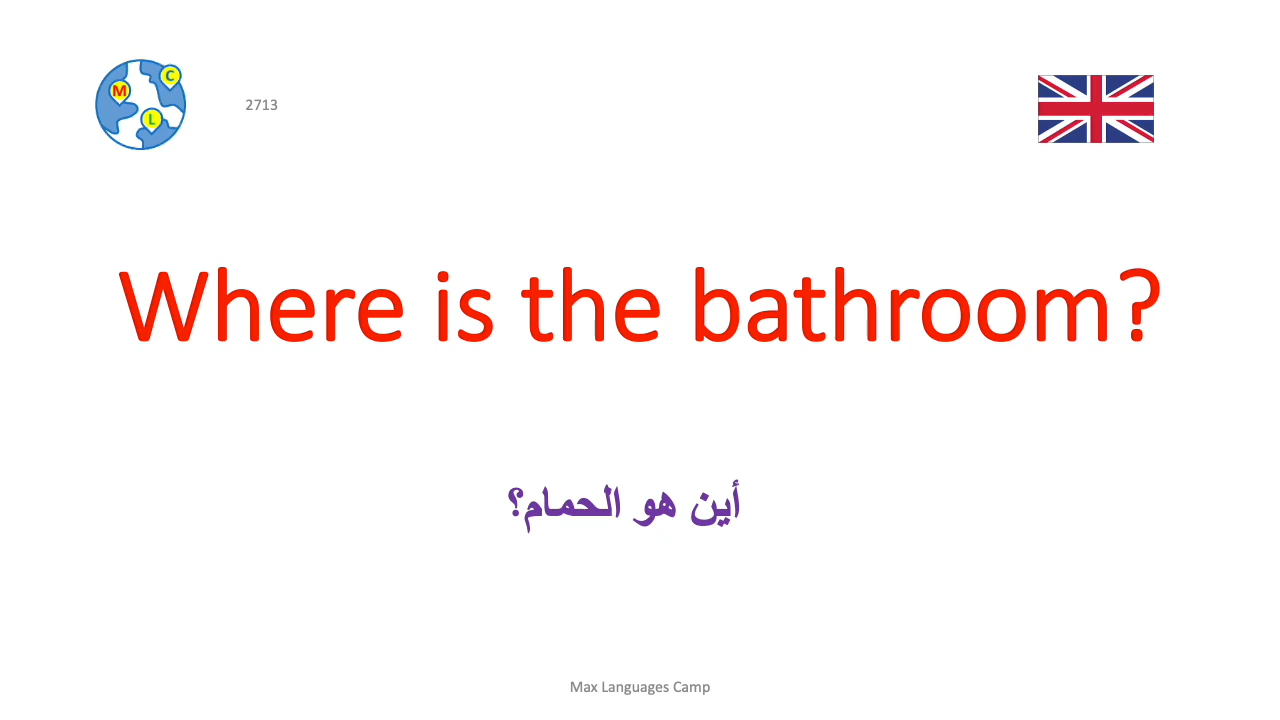 C
M
L
2713
Where is the bathroom?
أين هو الحمام؟
Max Languages Camp